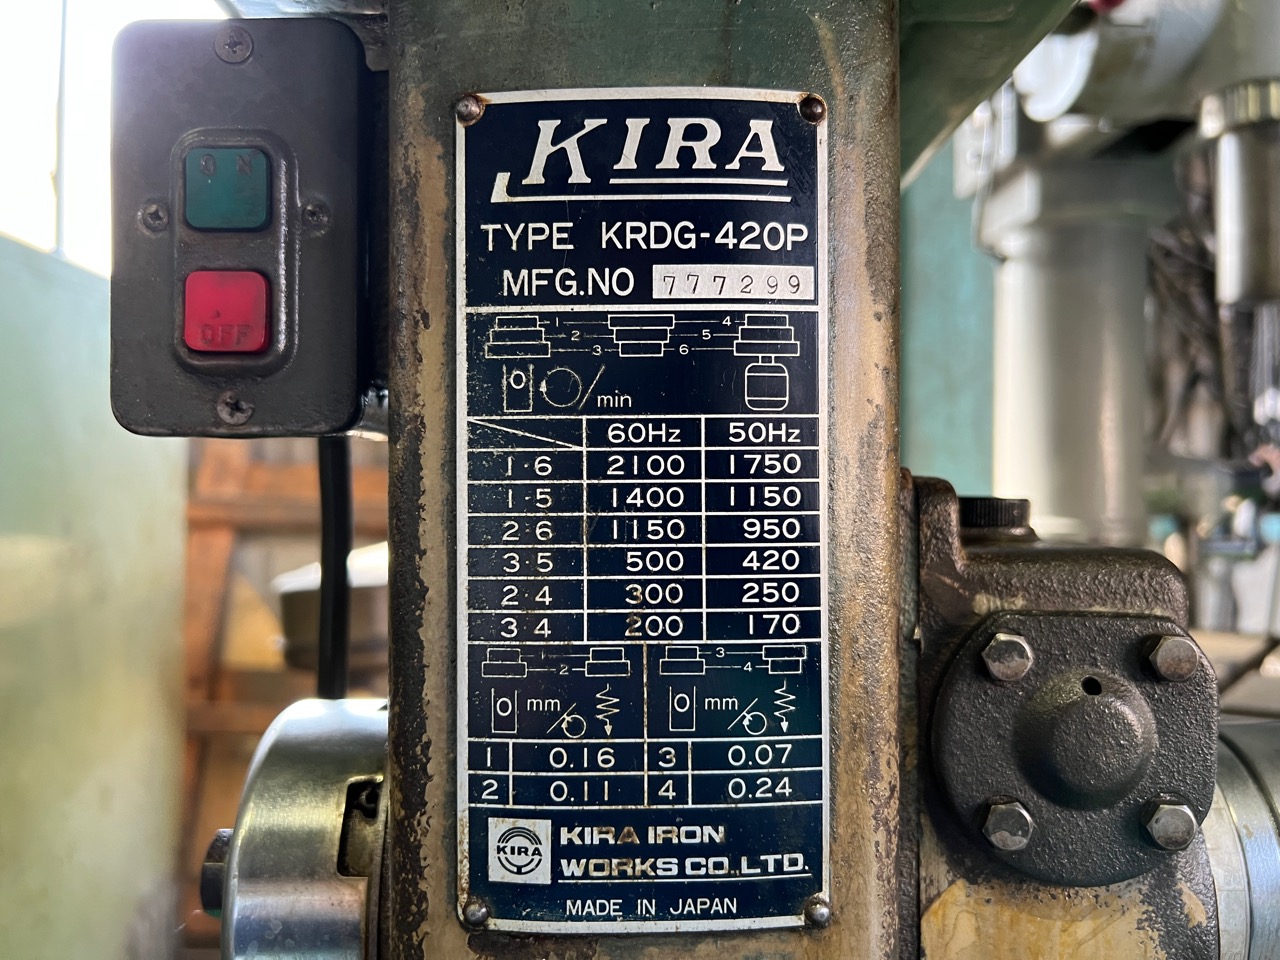 ON
OFF
KIRA
TYPE KRDG-420P
MFG.NO 777299
1 4
2 5
3 6
0 /min
60Hz 50Hz
1·6 2100 1750
1·5 1400 1150
2·6 1150 950
3·5 500 420
2·4 300 250
3·4 200 170
1 3
2 4
0 mm/ 0 mm/
1 0.16 3 0.07
2 0.11 4 0.24
KIRA
KIRA IRON
WORKS CO.,LTD.
MADE IN JAPAN